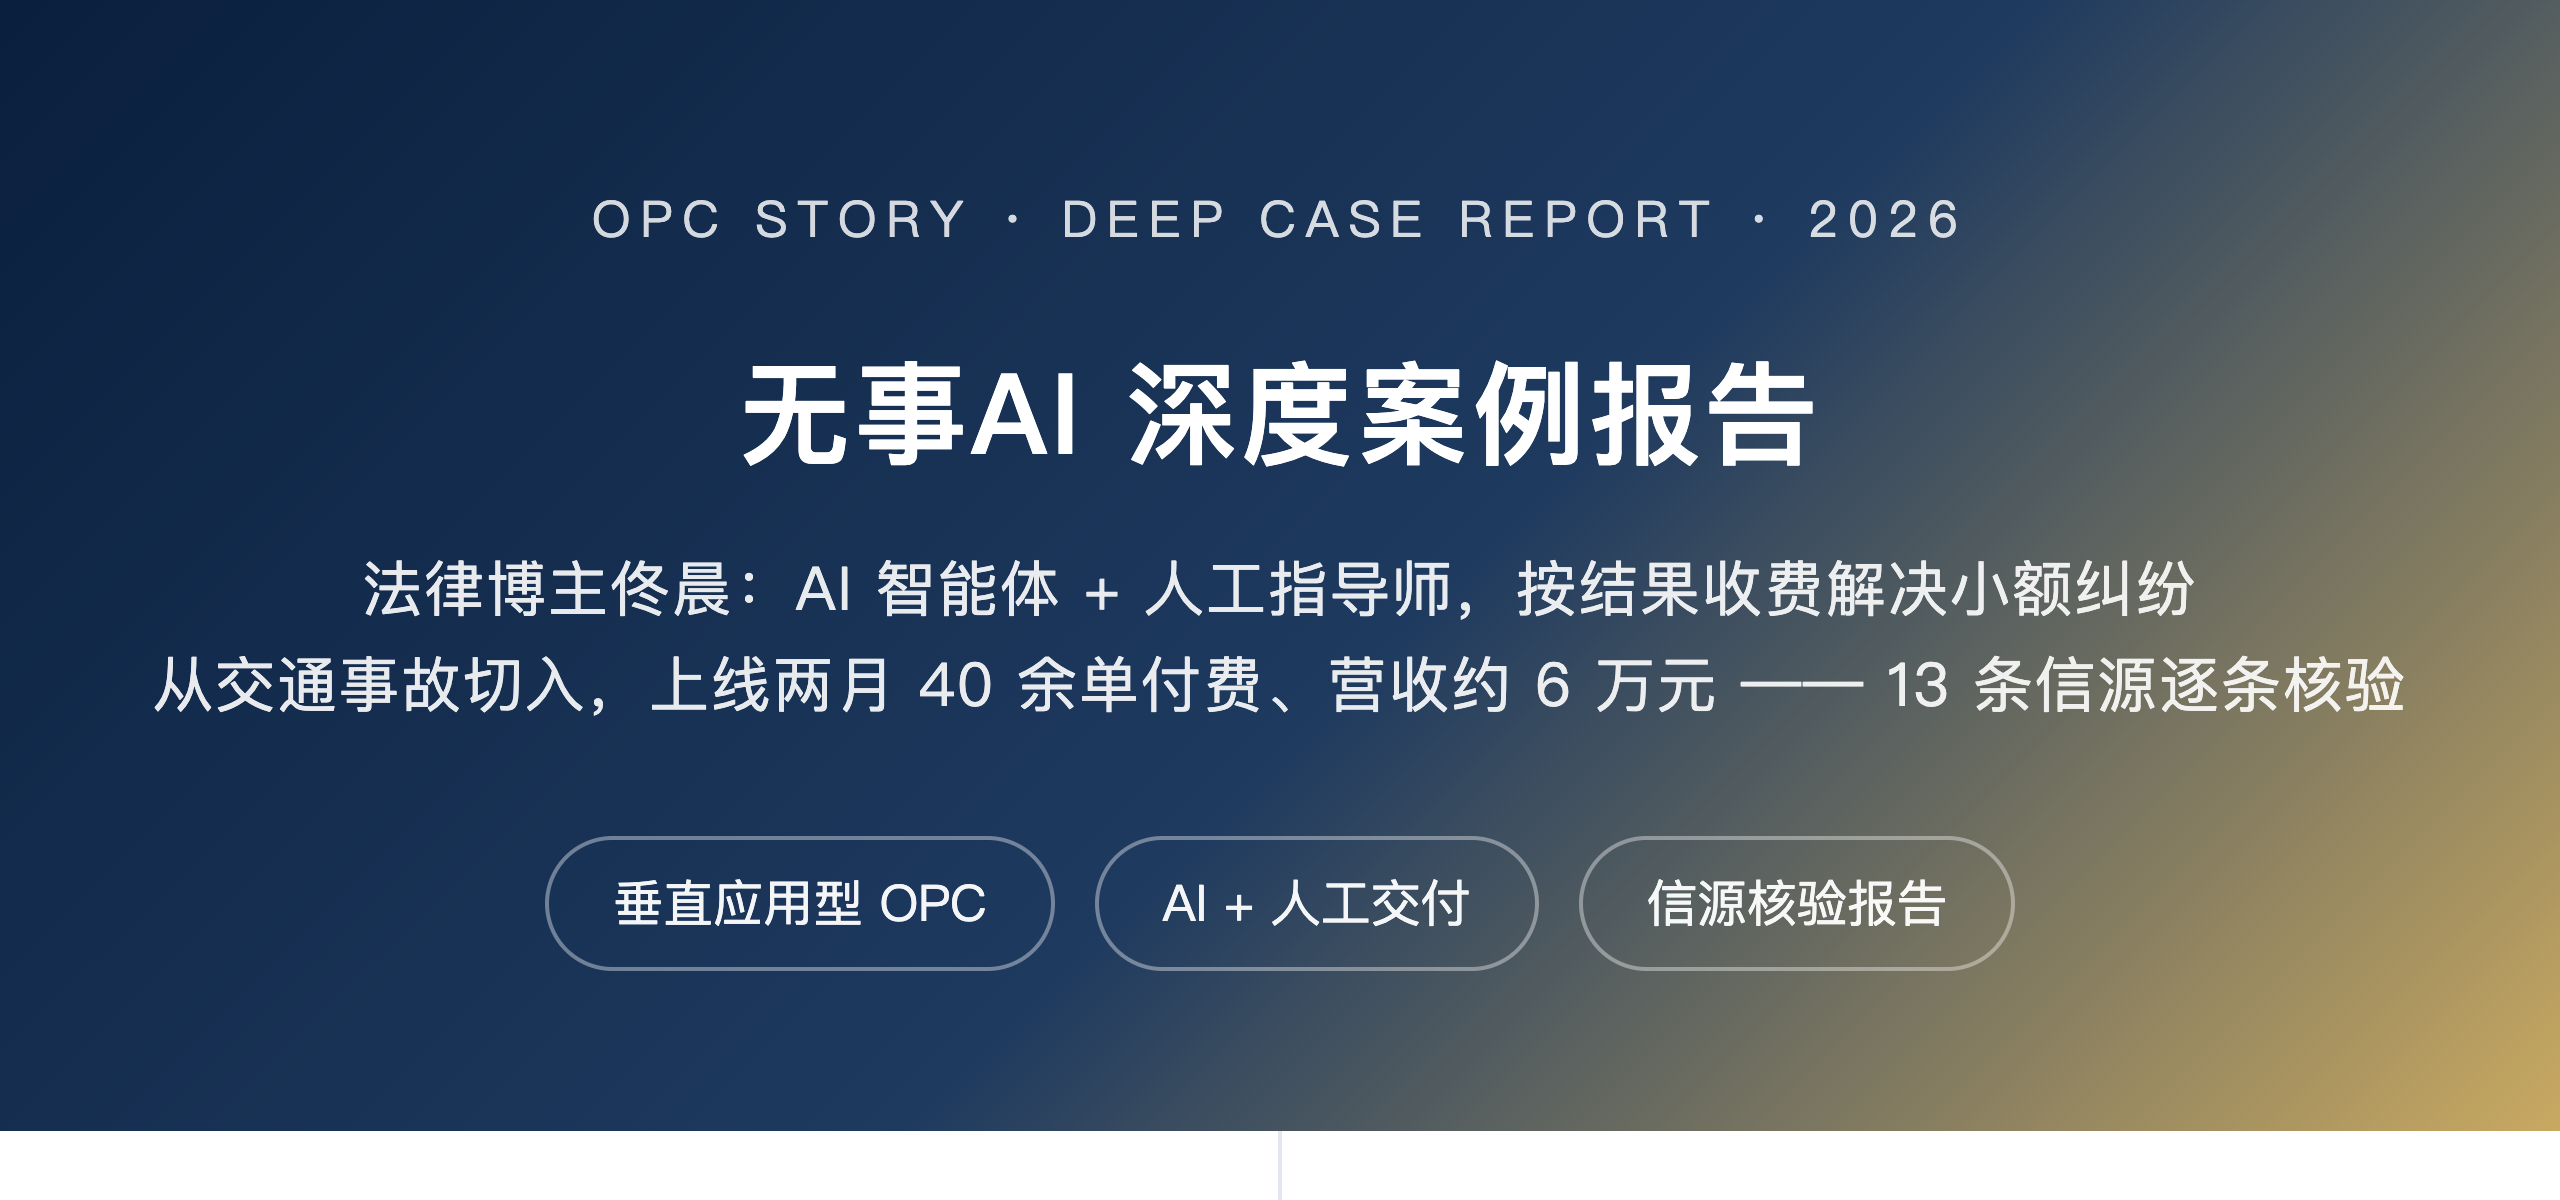 OPC STORY · DEEP CASE REPORT · 2026
无事AI 深度案例报告
法律博主佟晨：AI 智能体 + 人工指导师，按结果收费解决小额纠纷
从交通事故切入，上线两月 40 余单付费、营收约 6 万元 —— 13 条信源逐条核验
垂直应用型 OPC
AI + 人工交付
信源核验报告